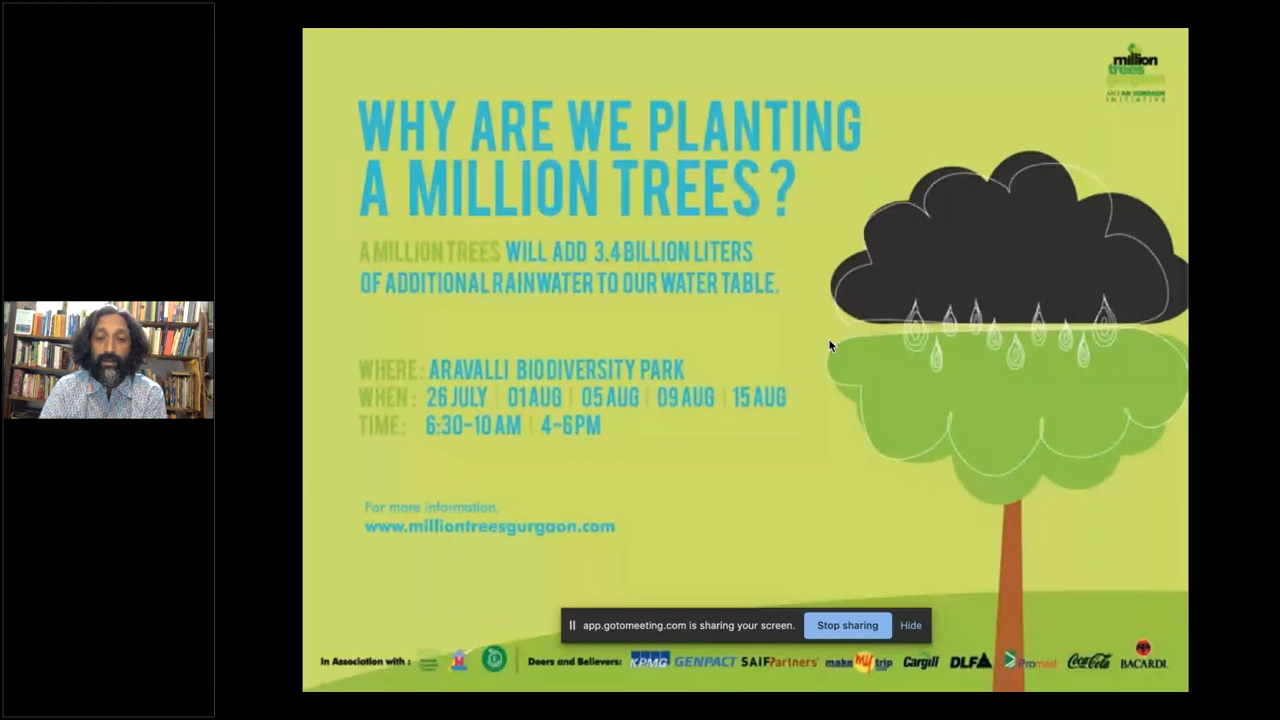 million
trees
gurgaon
AN I AM GURGAON
INITIATIVE
WHY ARE WE PLANTING
A MILLION TREES?
A MILLION TREES WILL ADD 3.4 BILLION LITERS
OF ADDITIONAL RAINWATER TO OUR WATER TABLE.
WHERE: ARAVALLI BIODIVERSITY PARK
WHEN: 26 JULY | 01 AUG | 05 AUG | 09 AUG | 15 AUG
TIME: 6:30-10 AM | 4-6 PM
For more information,
www.milliontreesgurgaon.com
app.gotomeeting.com is sharing your screen. Stop sharing Hide
In Association with: Doers and Believers: KPMG GENPACT SAIF Partners make my trip Cargill DLF Promed Coca-Cola BACARDI.